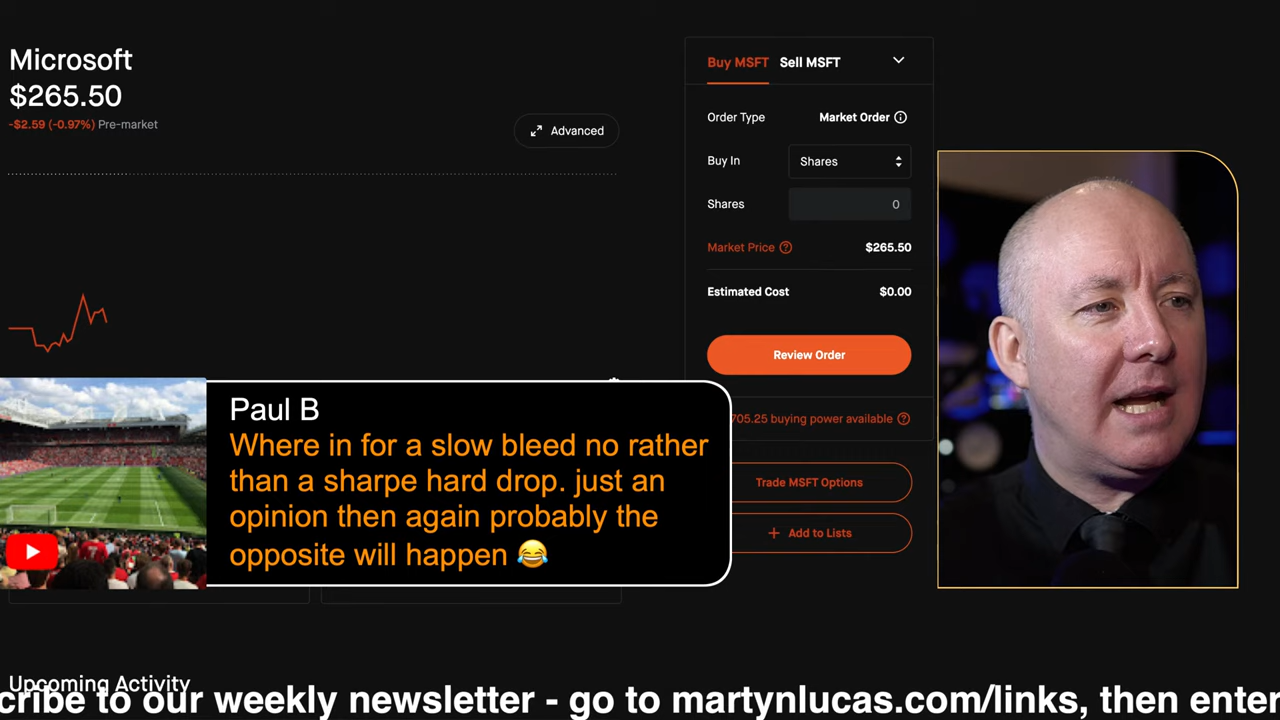 Microsoft
$265.50
-$2.59 (-0.97%) Pre-market
Advanced
Buy MSFT Sell MSFT
Order Type Market Order
Buy In Shares
Shares 0
Market Price $265.50
Estimated Cost $0.00
Review Order
705.25 buying power available
Trade MSFT Options
Add to Lists
Paul B
Where in for a slow bleed no rather
than a sharpe hard drop. just an
opinion then again probably the
opposite will happen 😂
Upcoming Activity
cribe to our weekly newsletter - go to martynlucas.com/links, then enter